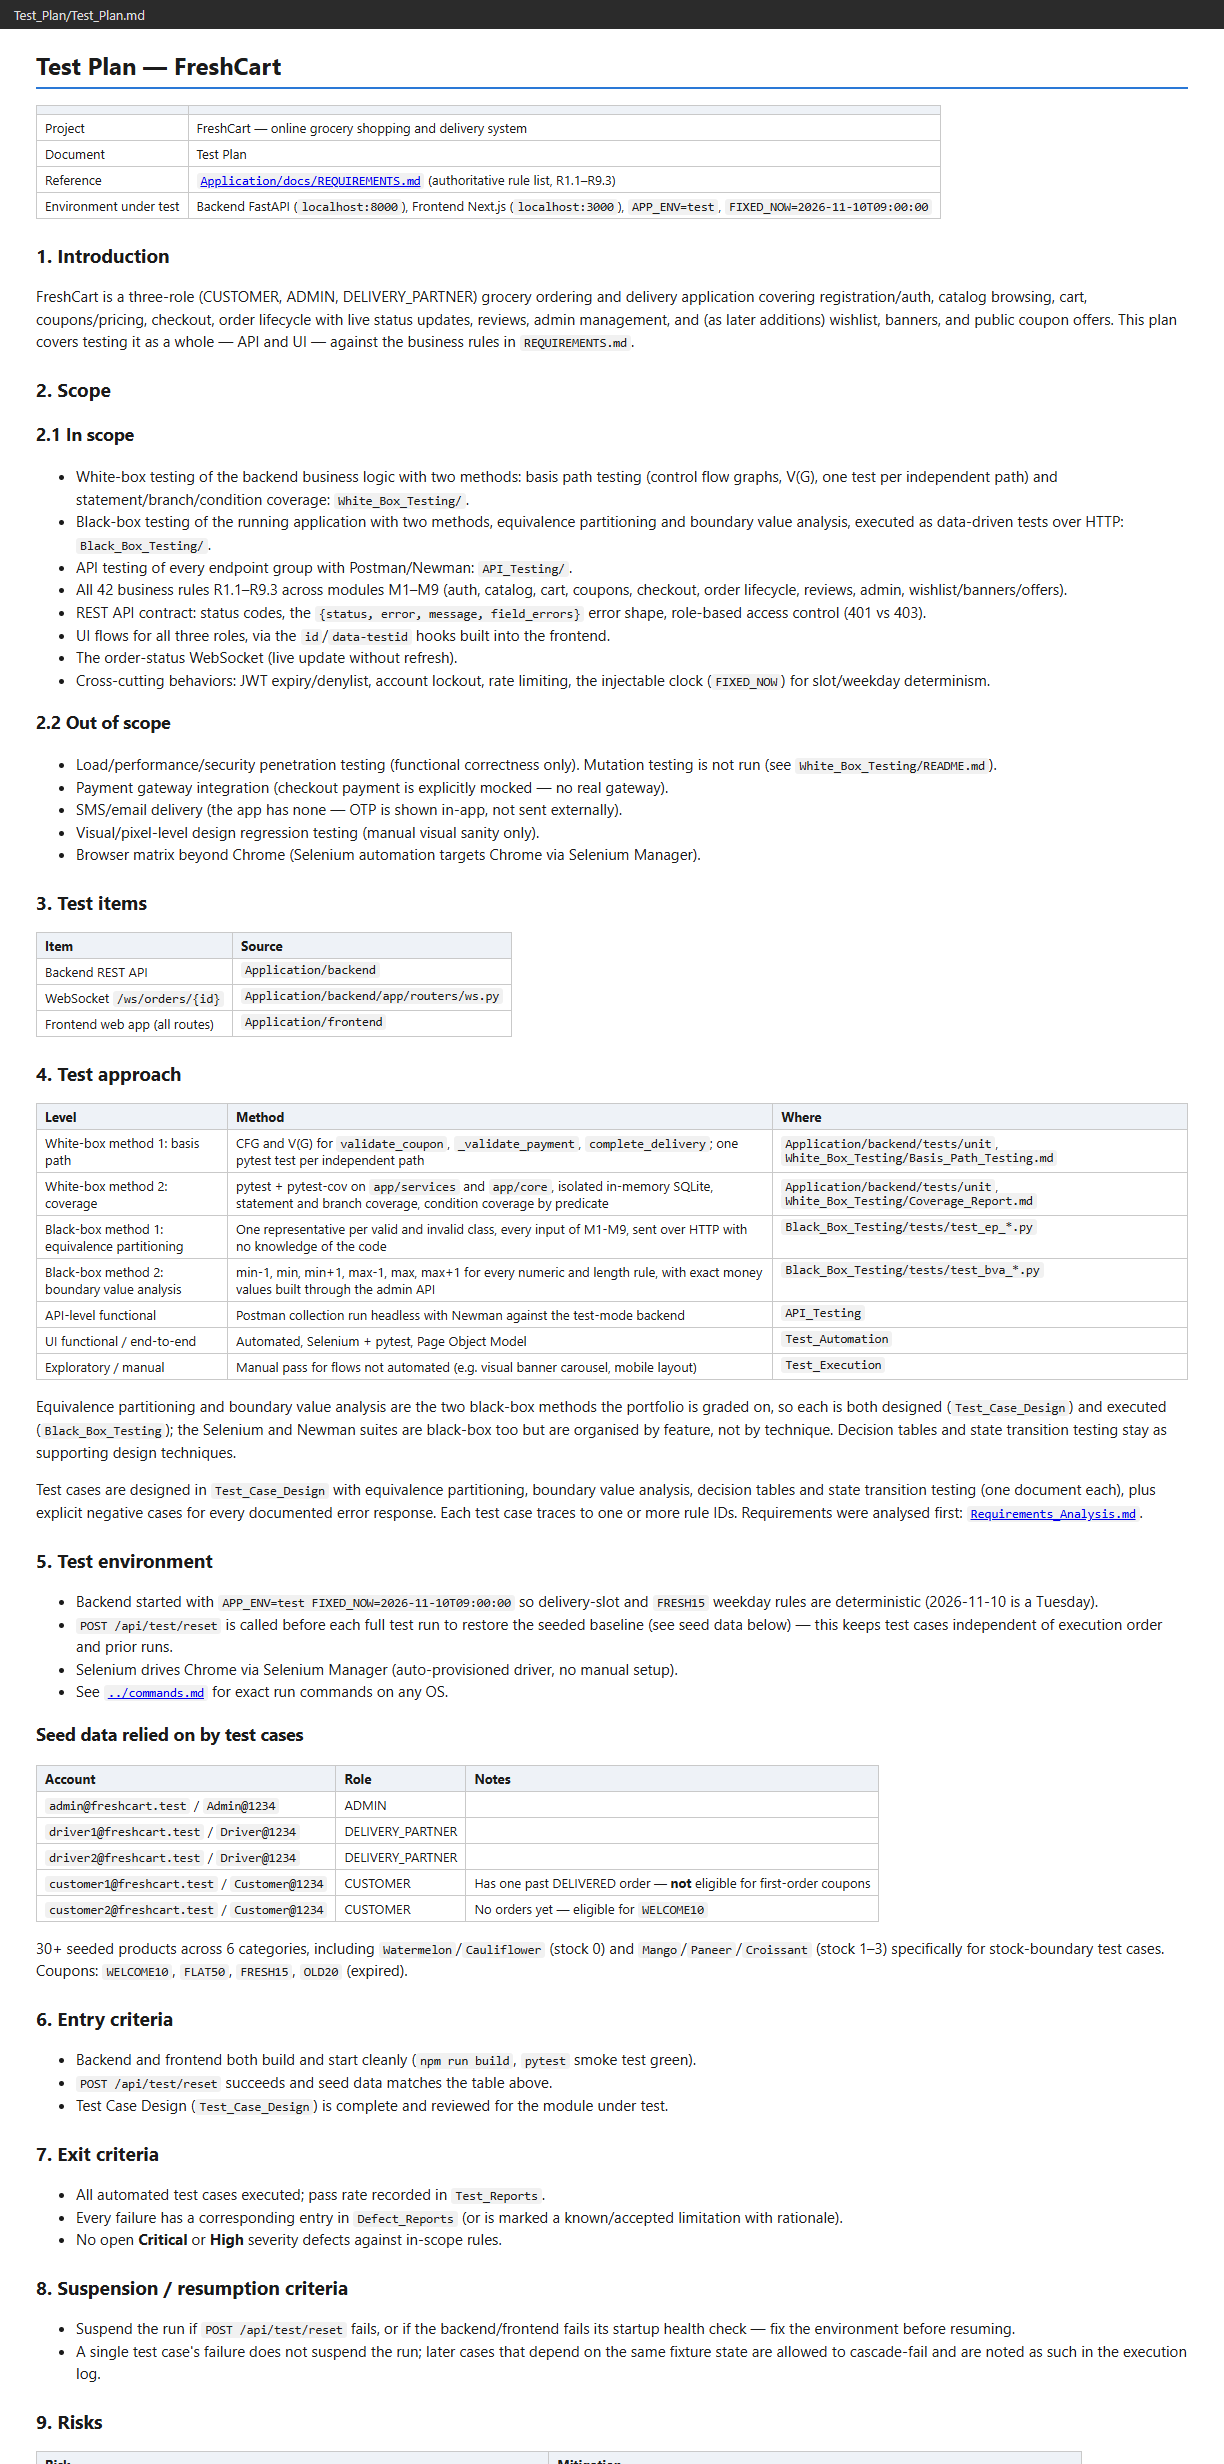 Test_Plan/Test_Plan.md
Test Plan — FreshCart
Project FreshCart — online grocery shopping and delivery system
Document Test Plan
Reference Application/docs/REQUIREMENTS.md (authoritative rule list, R1.1–R9.3)
Environment under test Backend FastAPI ( localhost:8000 ), Frontend Next.js ( localhost:3000 ), APP_ENV=test , FIXED_NOW=2026-11-10T09:00:00
1. Introduction
FreshCart is a three-role (CUSTOMER, ADMIN, DELIVERY_PARTNER) grocery ordering and delivery application covering registration/auth, catalog browsing, cart,
coupons/pricing, checkout, order lifecycle with live status updates, reviews, admin management, and (as later additions) wishlist, banners, and public coupon offers. This plan
covers testing it as a whole — API and UI — against the business rules in REQUIREMENTS.md .
2. Scope
2.1 In scope
• White-box testing of the backend business logic with two methods: basis path testing (control flow graphs, V(G), one test per independent path) and
statement/branch/condition coverage: White_Box_Testing/ .
• Black-box testing of the running application with two methods, equivalence partitioning and boundary value analysis, executed as data-driven tests over HTTP:
Black_Box_Testing/ .
• API testing of every endpoint group with Postman/Newman: API_Testing/ .
• All 42 business rules R1.1–R9.3 across modules M1–M9 (auth, catalog, cart, coupons, checkout, order lifecycle, reviews, admin, wishlist/banners/offers).
• REST API contract: status codes, the {status, error, message, field_errors} error shape, role-based access control (401 vs 403).
• UI flows for all three roles, via the id / data-testid hooks built into the frontend.
• The order-status WebSocket (live update without refresh).
• Cross-cutting behaviors: JWT expiry/denylist, account lockout, rate limiting, the injectable clock ( FIXED_NOW ) for slot/weekday determinism.
2.2 Out of scope
• Load/performance/security penetration testing (functional correctness only). Mutation testing is not run (see White_Box_Testing/README.md ).
• Payment gateway integration (checkout payment is explicitly mocked — no real gateway).
• SMS/email delivery (the app has none — OTP is shown in-app, not sent externally).
• Visual/pixel-level design regression testing (manual visual sanity only).
• Browser matrix beyond Chrome (Selenium automation targets Chrome via Selenium Manager).
3. Test items
Item Source
Backend REST API Application/backend
WebSocket /ws/orders/{id} Application/backend/app/routers/ws.py
Frontend web app (all routes) Application/frontend
4. Test approach
Level Method Where
White-box method 1: basis CFG and V(G) for validate_coupon , _validate_payment , complete_delivery ; one Application/backend/tests/unit ,
path pytest test per independent path White_Box_Testing/Basis_Path_Testing.md
White-box method 2: pytest + pytest-cov on app/services and app/core , isolated in-memory SQLite, Application/backend/tests/unit ,
coverage statement and branch coverage, condition coverage by predicate White_Box_Testing/Coverage_Report.md
Black-box method 1: One representative per valid and invalid class, every input of M1-M9, sent over HTTP with Black_Box_Testing/tests/test_ep_*.py
equivalence partitioning no knowledge of the code
Black-box method 2: min-1, min, min+1, max-1, max, max+1 for every numeric and length rule, with exact money Black_Box_Testing/tests/test_bva_*.py
boundary value analysis values built through the admin API
API-level functional Postman collection run headless with Newman against the test-mode backend API_Testing
UI functional / end-to-end Automated, Selenium + pytest, Page Object Model Test_Automation
Exploratory / manual Manual pass for flows not automated (e.g. visual banner carousel, mobile layout) Test_Execution
Equivalence partitioning and boundary value analysis are the two black-box methods the portfolio is graded on, so each is both designed ( Test_Case_Design ) and executed
( Black_Box_Testing ); the Selenium and Newman suites are black-box too but are organised by feature, not by technique. Decision tables and state transition testing stay as
supporting design techniques.
Test cases are designed in Test_Case_Design with equivalence partitioning, boundary value analysis, decision tables and state transition testing (one document each), plus
explicit negative cases for every documented error response. Each test case traces to one or more rule IDs. Requirements were analysed first: Requirements_Analysis.md .
5. Test environment
• Backend started with APP_ENV=test FIXED_NOW=2026-11-10T09:00:00 so delivery-slot and FRESH15 weekday rules are deterministic (2026-11-10 is a Tuesday).
• POST /api/test/reset is called before each full test run to restore the seeded baseline (see seed data below) — this keeps test cases independent of execution order
and prior runs.
• Selenium drives Chrome via Selenium Manager (auto-provisioned driver, no manual setup).
• See ../commands.md for exact run commands on any OS.
Seed data relied on by test cases
Account Role Notes
admin@freshcart.test / Admin@1234 ADMIN
driver1@freshcart.test / Driver@1234 DELIVERY_PARTNER
driver2@freshcart.test / Driver@1234 DELIVERY_PARTNER
customer1@freshcart.test / Customer@1234 CUSTOMER Has one past DELIVERED order — not eligible for first-order coupons
customer2@freshcart.test / Customer@1234 CUSTOMER No orders yet — eligible for WELCOME10
30+ seeded products across 6 categories, including Watermelon / Cauliflower (stock 0) and Mango / Paneer / Croissant (stock 1–3) specifically for stock-boundary test cases.
Coupons: WELCOME10 , FLAT50 , FRESH15 , OLD20 (expired).
6. Entry criteria
• Backend and frontend both build and start cleanly ( npm run build , pytest smoke test green).
• POST /api/test/reset succeeds and seed data matches the table above.
• Test Case Design ( Test_Case_Design ) is complete and reviewed for the module under test.
7. Exit criteria
• All automated test cases executed; pass rate recorded in Test_Reports .
• Every failure has a corresponding entry in Defect_Reports (or is marked a known/accepted limitation with rationale).
• No open Critical or High severity defects against in-scope rules.
8. Suspension / resumption criteria
• Suspend the run if POST /api/test/reset fails, or if the backend/frontend fails its startup health check — fix the environment before resuming.
• A single test case's failure does not suspend the run; later cases that depend on the same fixture state are allowed to cascade-fail and are noted as such in the execution
log.
9. Risks